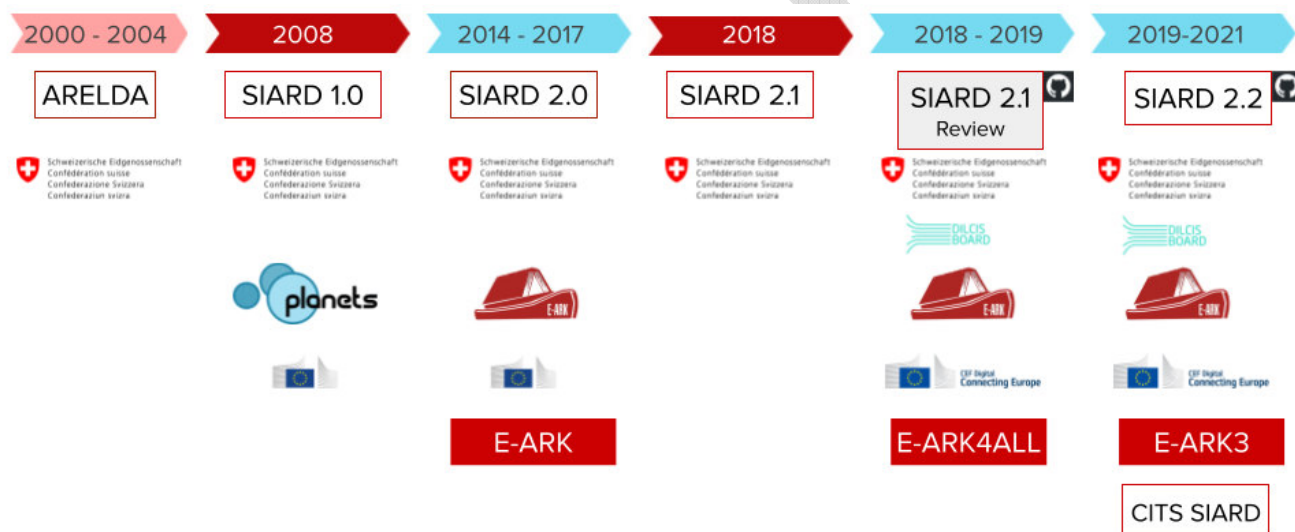 2000 - 2004
2008
2014 - 2017
2018
2018 - 2019
2019-2021
ARELDA
SIARD 1.0
SIARD 2.0
SIARD 2.1
SIARD 2.1
Review
SIARD 2.2
Schweizerische Eidgenossenschaft
Confédération suisse
Confederazione Svizzera
Confederaziun svizra
Schweizerische Eidgenossenschaft
Confédération suisse
Confederazione Svizzera
Confederaziun svizra
Schweizerische Eidgenossenschaft
Confédération suisse
Confederazione Svizzera
Confederaziun svizra
Schweizerische Eidgenossenschaft
Confédération suisse
Confederazione Svizzera
Confederaziun svizra
Schweizerische Eidgenossenschaft
Confédération suisse
Confederazione Svizzera
Confederaziun svizra
Schweizerische Eidgenossenschaft
Confédération suisse
Confederazione Svizzera
Confederaziun svizra
DILCIS
BOARD
DILCIS
BOARD
planets
E-ARK
E-ARK
E-ARK
CEF Digital
Connecting Europe
CEF Digital
Connecting Europe
E-ARK
E-ARK4ALL
E-ARK3
CITS SIARD